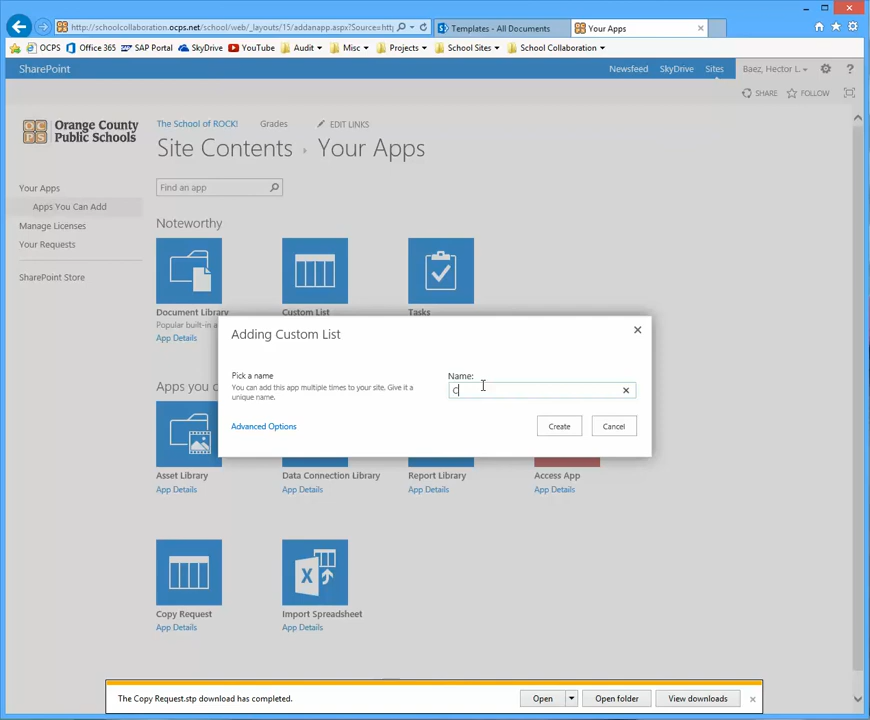 http://schoolcollaboration.ocps.net/school/web/_layouts/15/addanapp.aspx?Source=htt
Templates - All Documents
Your Apps
OCPS
Office 365
SAP Portal
SkyDrive
YouTube
Audit
Misc
Projects
School Sites
School Collaboration
SharePoint
Newsfeed
SkyDrive
Sites
Baez, Hector L.
?
SHARE
FOLLOW
OC
PS
Orange County
Public Schools
The School of ROCK!
Grades
EDIT LINKS
Site Contents › Your Apps
Your Apps
Apps You Can Add
Manage Licenses
Your Requests
SharePoint Store
Find an app
Noteworthy
Document Library
Popular built-in a
App Details
Custom List
Tasks
Adding Custom List
Pick a name
You can add this app multiple times to your site. Give it a
unique name.
Name:
C
Advanced Options
Create
Cancel
Apps you c
Asset Library
App Details
Data Connection Library
App Details
Report Library
App Details
Access App
App Details
Copy Request
App Details
Import Spreadsheet
App Details
The Copy Request.stp download has completed.
Open
Open folder
View downloads